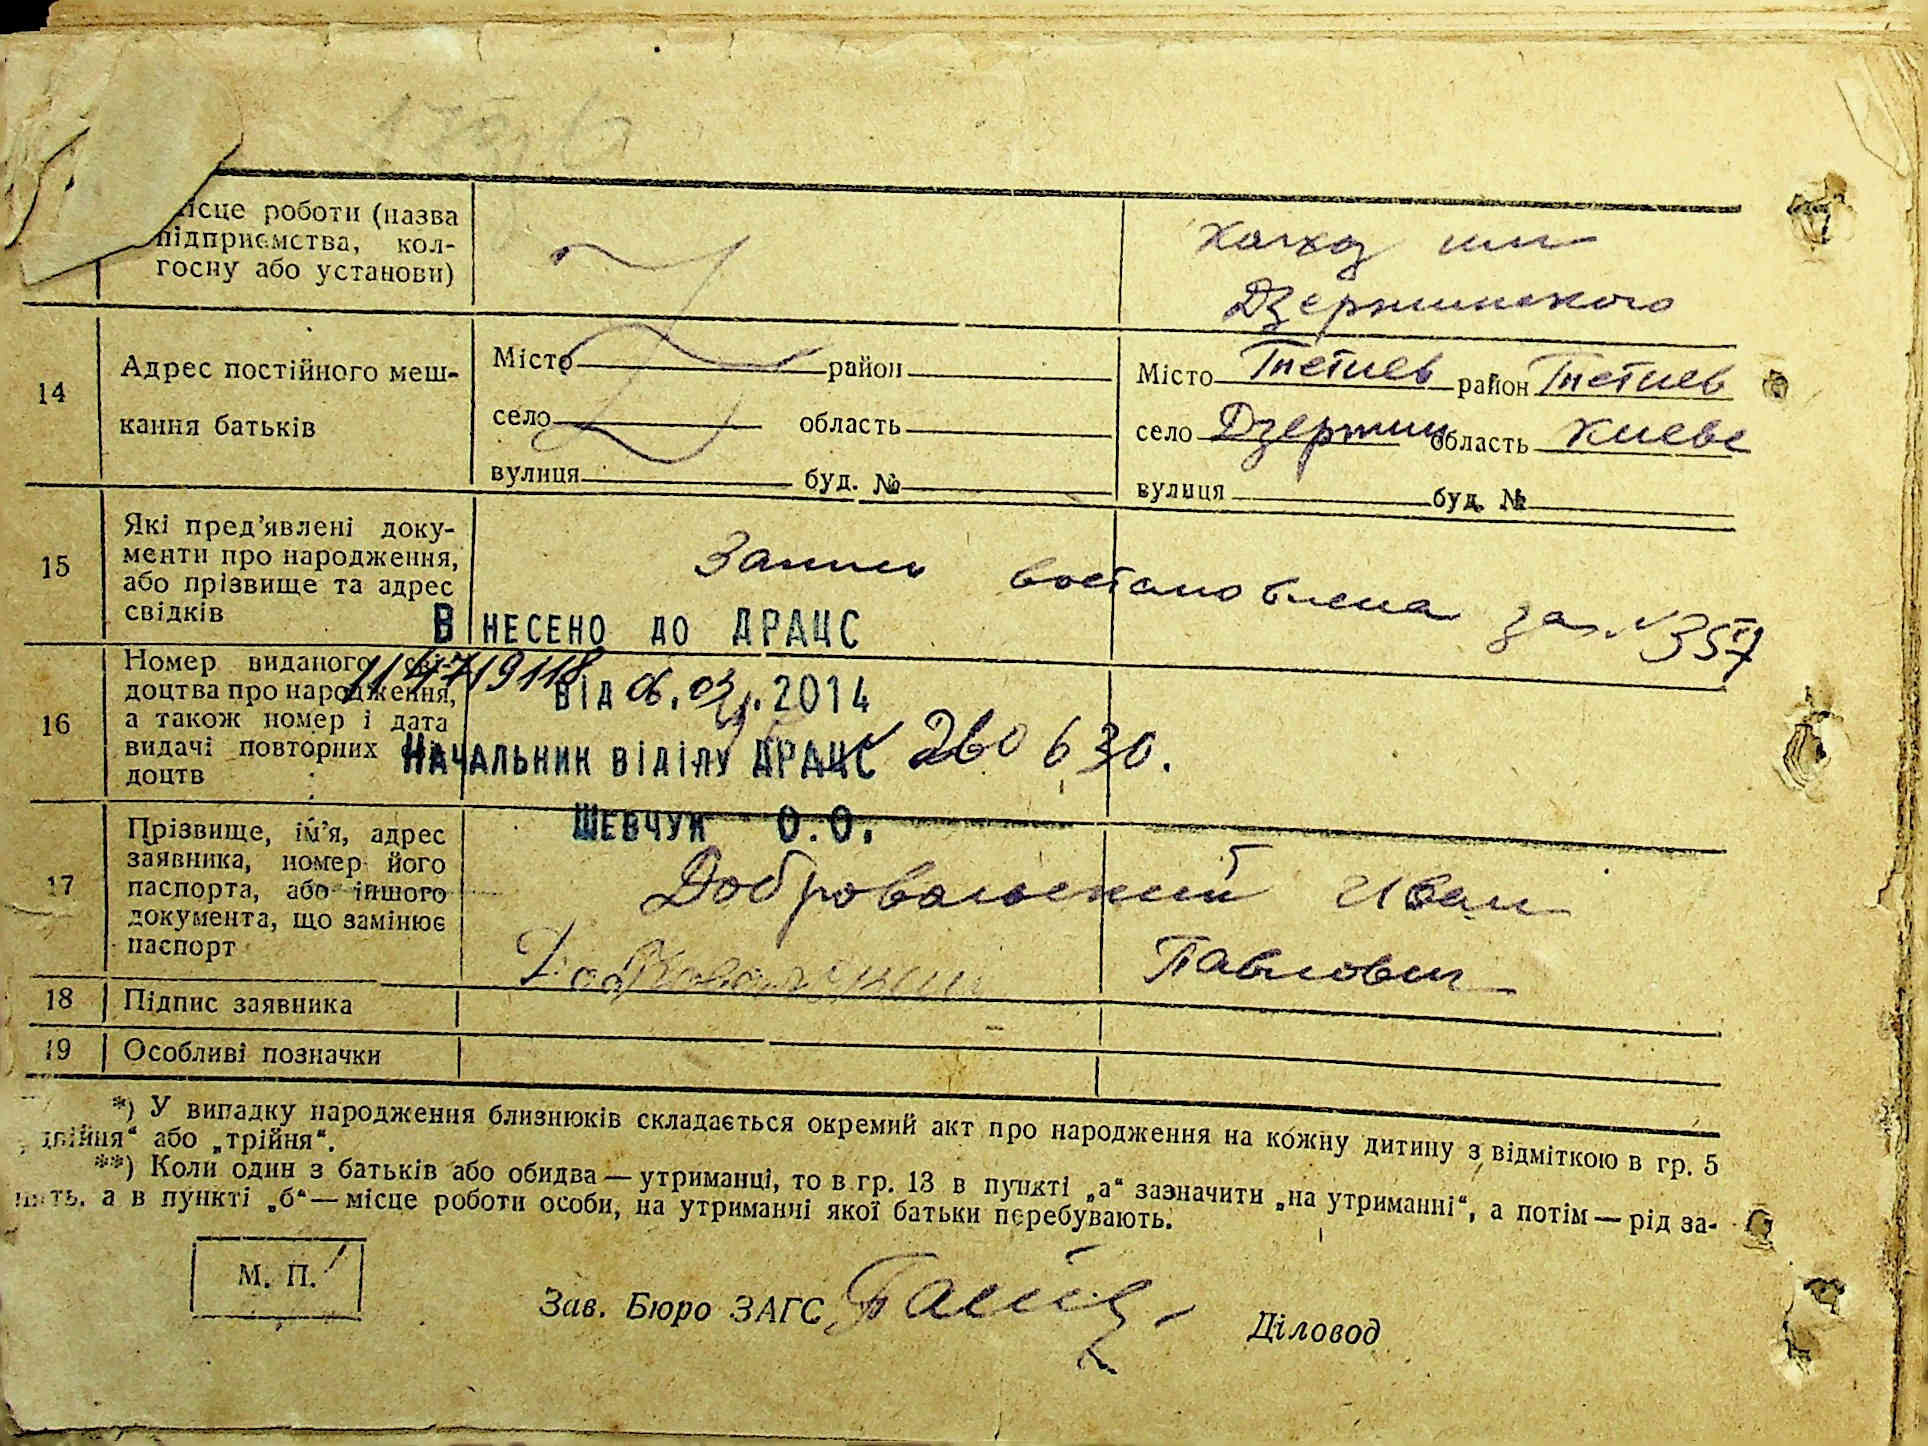 ісце роботи (назва
підприємства, кол-
госпу або установи)
колхоз им
Дзержинского
14
Адрес постійного меш-
кання батьків
Місто район
село область
вулиця буд. №
Місто Тетиев район Тетиев
село Дзержин область Киев
вулиця буд. №
15
Які пред'явлені доку-
менти про народження,
або прізвище та адрес
свідків
Запись востановлена за №357
ВНЕСЕНО ДО ДРАЦС
16
Номер виданого сві-
доцтва про народження,
а також номер і дата
видачі повторних
доцтв
від 06.03.2014
НАЧАЛЬНИК ВІДІЛУ ДРАЦС
260630.
ШЕВЧУК О.О.
17
Прізвище, ім'я, адрес
заявника, номер його
паспорта, або іншого
документа, що замінює
паспорт
Добровольский Иван
Павлович
18
Підпис заявника
19
Особливі позначки
*) У випадку народження близнюків складається окремий акт про народження на кожну дитину з відміткою в гр. 5
двійня“ або „трійня“.
**) Коли один з батьків або обидва — утриманці, то в гр. 13 в пункті „а“ зазначити „на утриманні“, а потім — рід за-
нять, а в пункті „б“ — місце роботи особи, на утриманні якої батьки перебувають.
М. П.
Зав. Бюро ЗАГС
Діловод